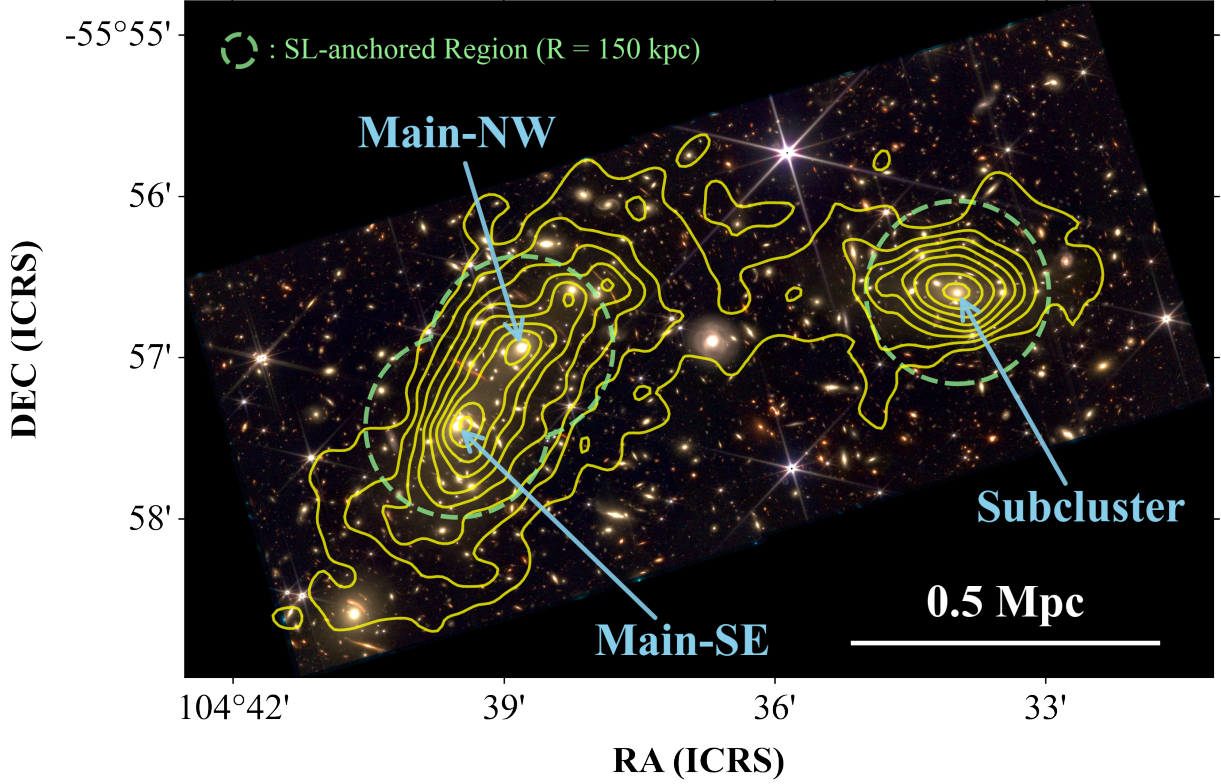 -55°55'
: SL-anchored Region (R = 150 kpc)
Main-NW
56'
57'
58'
DEC (ICRS)
Subcluster
0.5 Mpc
Main-SE
104°42'
39'
36'
33'
RA (ICRS)